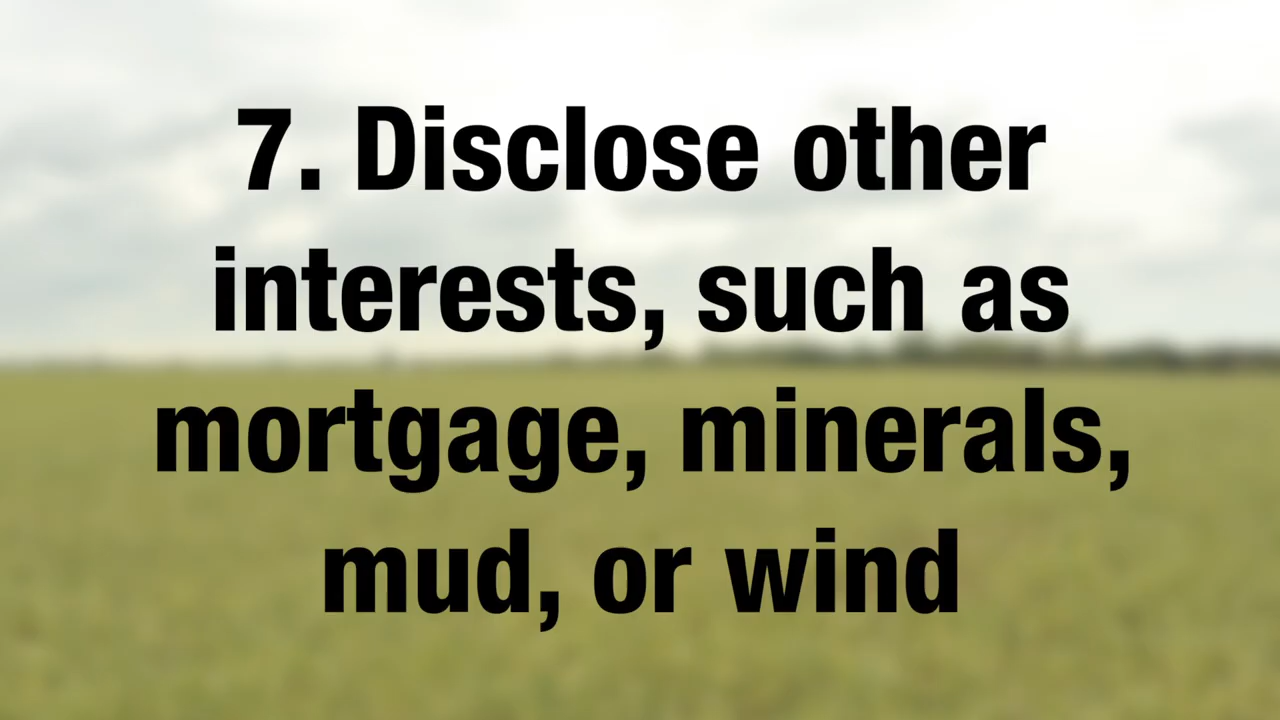 7. Disclose other
interests, such as
mortgage, minerals,
mud, or wind